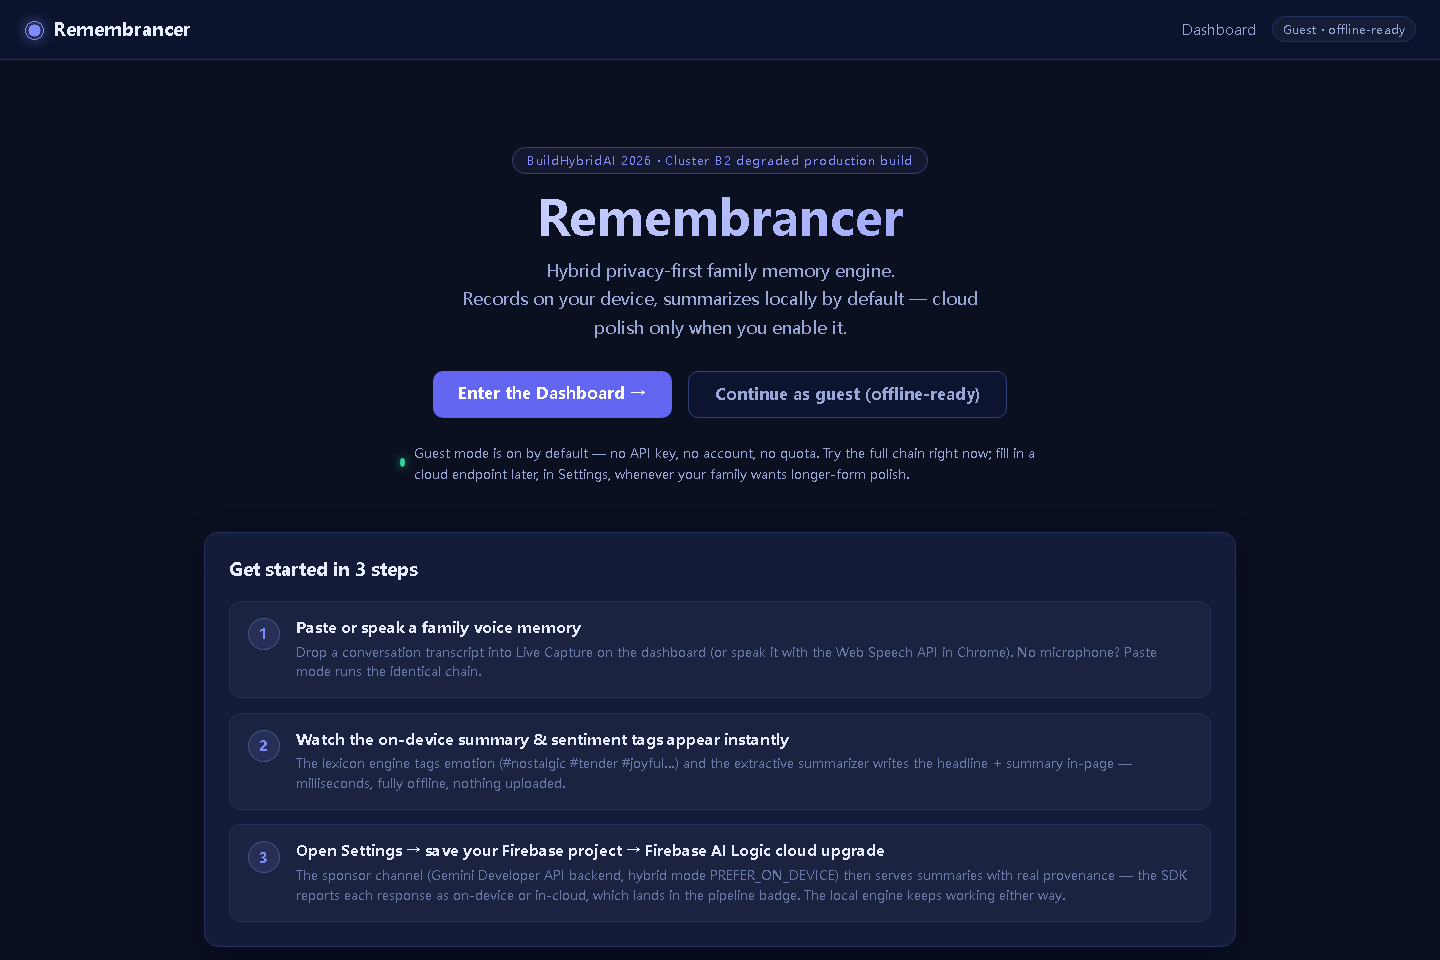 Remembrancer
Dashboard
Guest · offline-ready
BuildHybridAI 2026 · Cluster B2 degraded production build
Remembrancer
Hybrid privacy-first family memory engine.
Records on your device, summarizes locally by default — cloud
polish only when you enable it.
Enter the Dashboard →
Continue as guest (offline-ready)
Guest mode is on by default — no API key, no account, no quota. Try the full chain right now; fill in a
cloud endpoint later, in Settings, whenever your family wants longer-form polish.
Get started in 3 steps
1
Paste or speak a family voice memory
Drop a conversation transcript into Live Capture on the dashboard (or speak it with the Web Speech API in Chrome). No microphone? Paste
mode runs the identical chain.
2
Watch the on-device summary & sentiment tags appear instantly
The lexicon engine tags emotion (#nostalgic #tender #joyful...) and the extractive summarizer writes the headline + summary in-page —
milliseconds, fully offline, nothing uploaded.
3
Open Settings → save your Firebase project → Firebase AI Logic cloud upgrade
The sponsor channel (Gemini Developer API backend, hybrid mode PREFER_ON_DEVICE) then serves summaries with real provenance — the SDK
reports each response as on-device or in-cloud, which lands in the pipeline badge. The local engine keeps working either way.